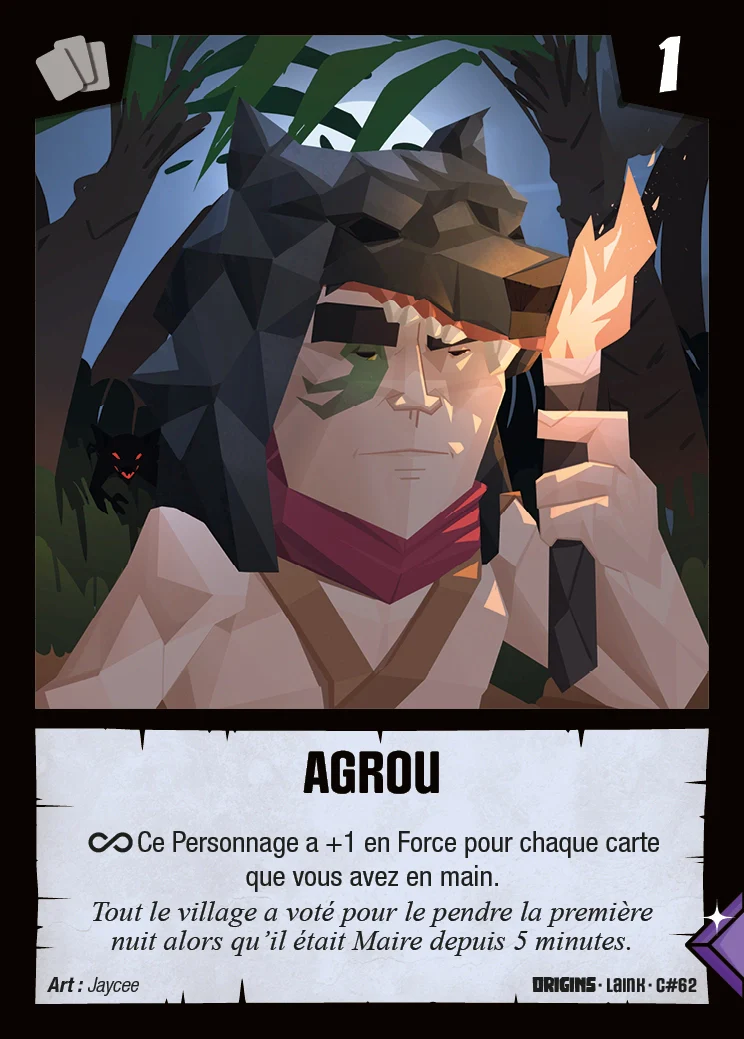 1
AGROU
∞ Ce Personnage a +1 en Force pour chaque carte
que vous avez en main.
Tout le village a voté pour le pendre la première
nuit alors qu’il était Maire depuis 5 minutes.
Art : Jaycee
ORIGINS · LAINK · C#62